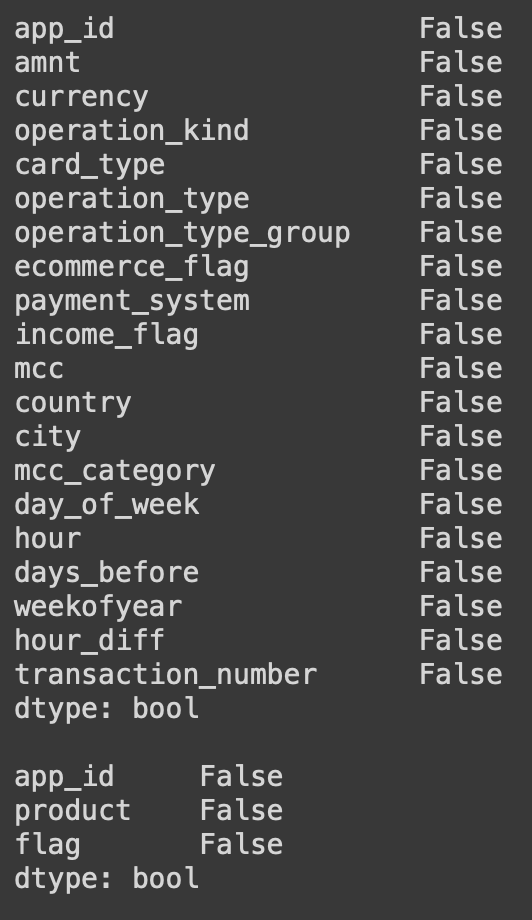 app_id False
amnt False
currency False
operation_kind False
card_type False
operation_type False
operation_type_group False
ecommerce_flag False
payment_system False
income_flag False
mcc False
country False
city False
mcc_category False
day_of_week False
hour False
days_before False
weekofyear False
hour_diff False
transaction_number False
dtype: bool
app_id False
product False
flag False
dtype: bool